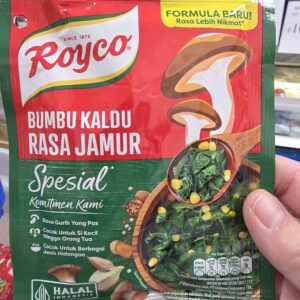 FORMULA BARU!
Rasa Lebih Nikmat*
SINCE 1972
Royco
BUMBU KALDU
RASA JAMUR
Spesial
Komitmen Kami
Rasa Gurih Yang Pas
Cocok Untuk Si Kecil
Hingga Orang Tua
Cocok Untuk Berbagai
Jenis Hidangan
HALAL
INDONESIA